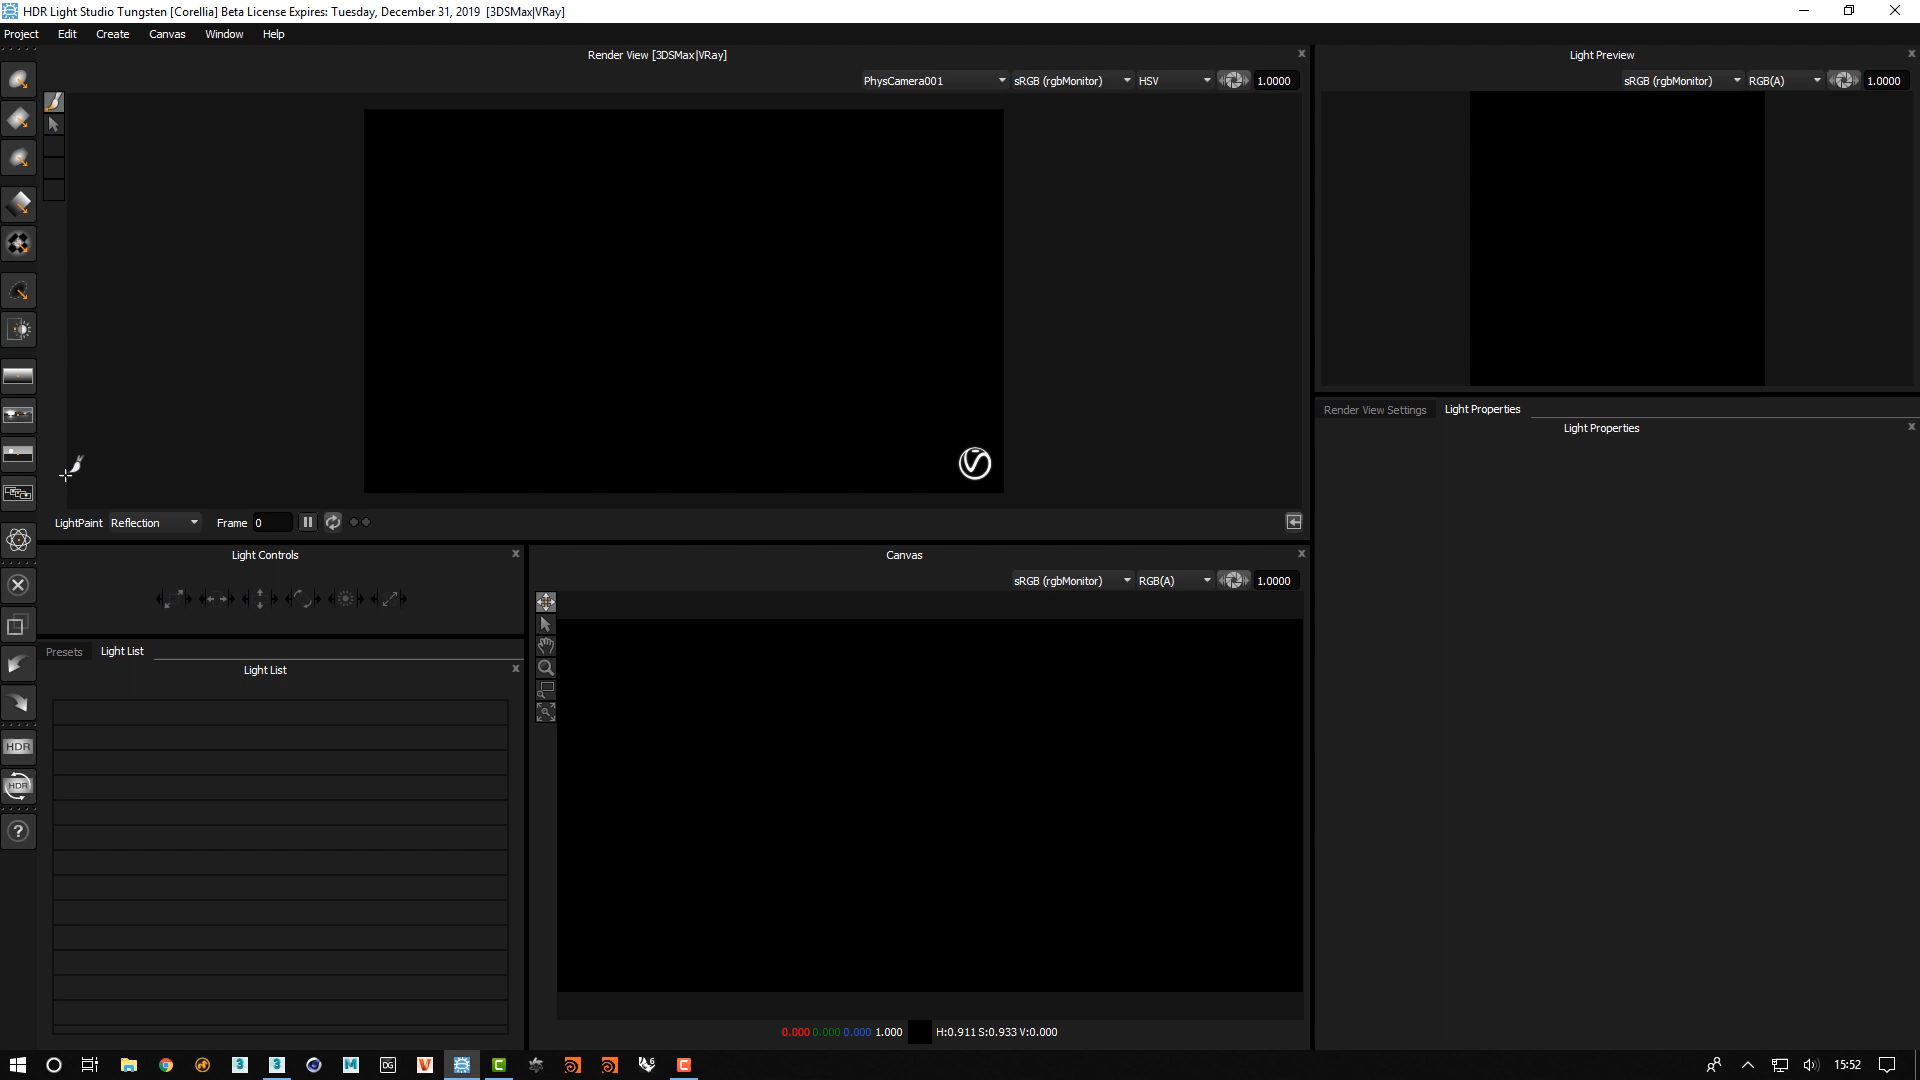 HDR Light Studio Tungsten [Corellia] Beta License Expires: Tuesday, December 31, 2019 [3DSMax|VRay]
Project Edit Create Canvas Window Help
Render View [3DSMax|VRay]
Light Preview
PhysCamera001 sRGB (rgbMonitor) HSV 1.0000
sRGB (rgbMonitor) RGB(A) 1.0000
Render View Settings Light Properties
Light Properties
LightPaint Reflection Frame 0
Light Controls
Canvas
sRGB (rgbMonitor) RGB(A) 1.0000
Presets Light List
Light List
HDR
HDR
?
0.000 0.000 0.000 1.000 H:0.911 S:0.933 V:0.000
3 3 M DG V C 6 C
15:52